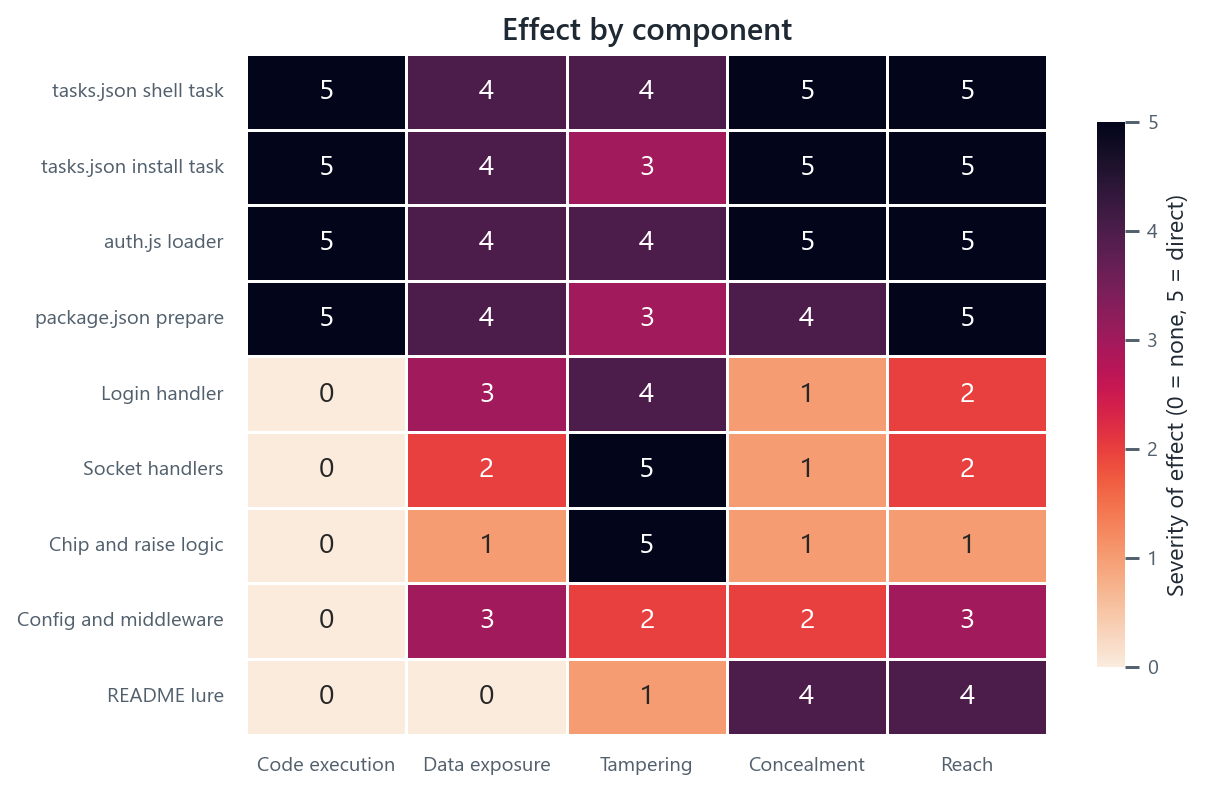 Effect by component
tasks.json shell task 5 4 4 5 5
tasks.json install task 5 4 3 5 5
auth.js loader 5 4 4 5 5
package.json prepare 5 4 3 4 5
Login handler 0 3 4 1 2
Socket handlers 0 2 5 1 2
Chip and raise logic 0 1 5 1 1
Config and middleware 0 3 2 2 3
README lure 0 0 1 4 4
Code execution Data exposure Tampering Concealment Reach
5
4
3
2
1
0
Severity of effect (0 = none, 5 = direct)